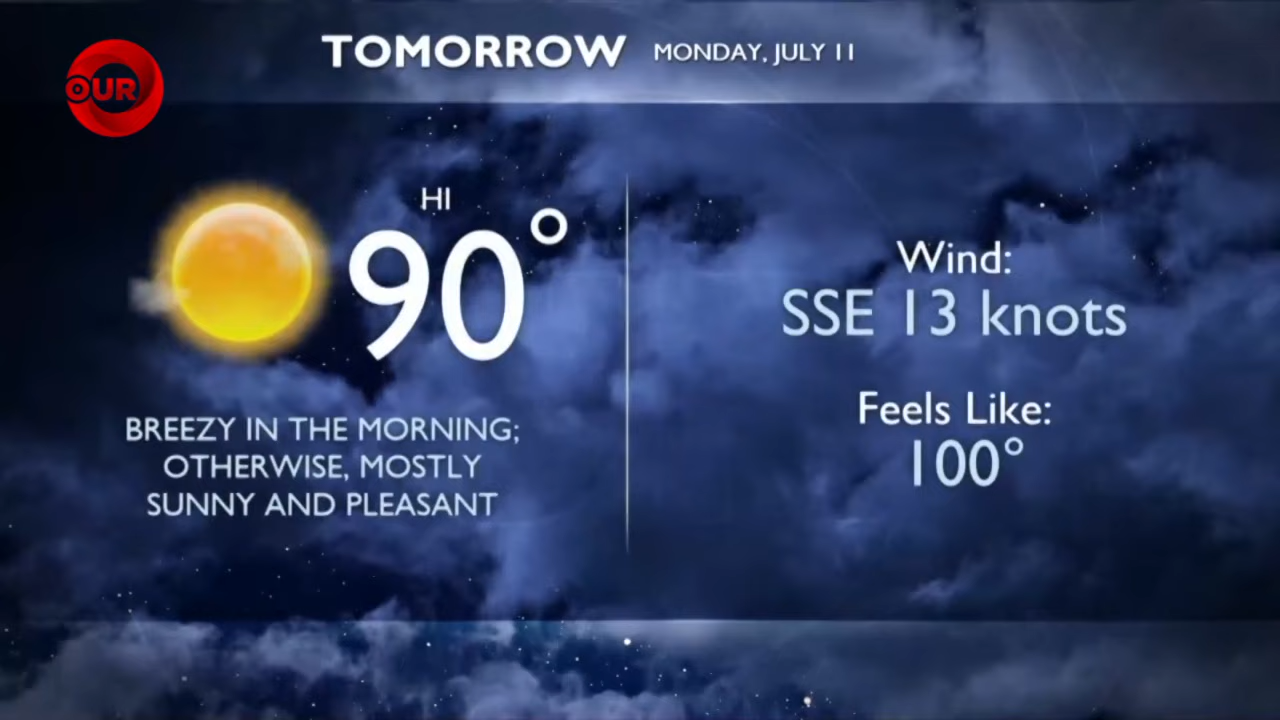 TOMORROW MONDAY, JULY 11
OUR
HI
90°
BREEZY IN THE MORNING;
OTHERWISE, MOSTLY
SUNNY AND PLEASANT
Wind:
SSE 13 knots
Feels Like:
100°